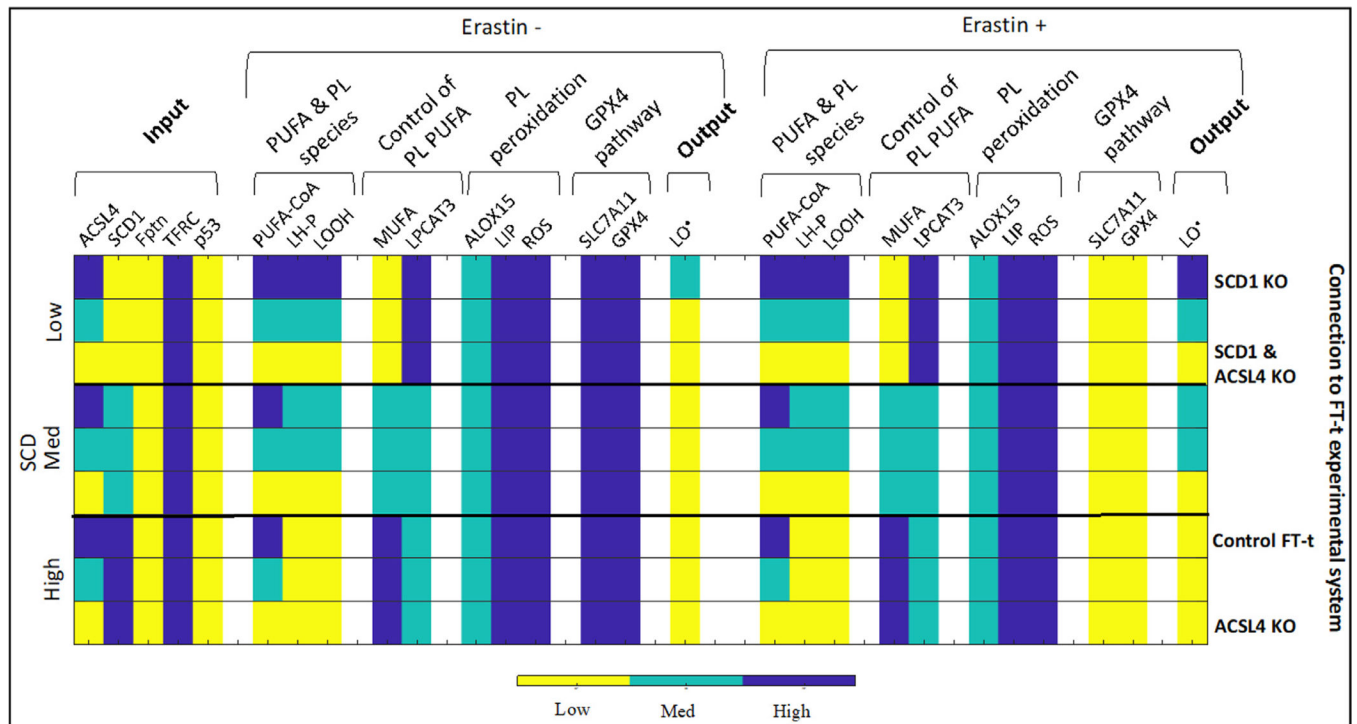 Erastin -
Erastin +
Input
PUFA & PL
species
Control of
PL PUFA
PL
peroxidation
GPX4
pathway
Output
PUFA & PL
species
Control of
PL PUFA
PL
peroxidation
GPX4
pathway
Output
ACSL4
SCD1
Fptn
TFRC
p53
PUFA-CoA
LH-P
LOOH
MUFA
LPCAT3
ALOX15
LIP
ROS
SLC7A11
GPX4
LO•
PUFA-CoA
LH-P
LOOH
MUFA
LPCAT3
ALOX15
LIP
ROS
SLC7A11
GPX4
LO•
SCD
Low
Med
High
SCD1 KO
SCD1 &
ACSL4 KO
Control FT-t
ACSL4 KO
Connection to FT-t experimental system
Low
Med
High